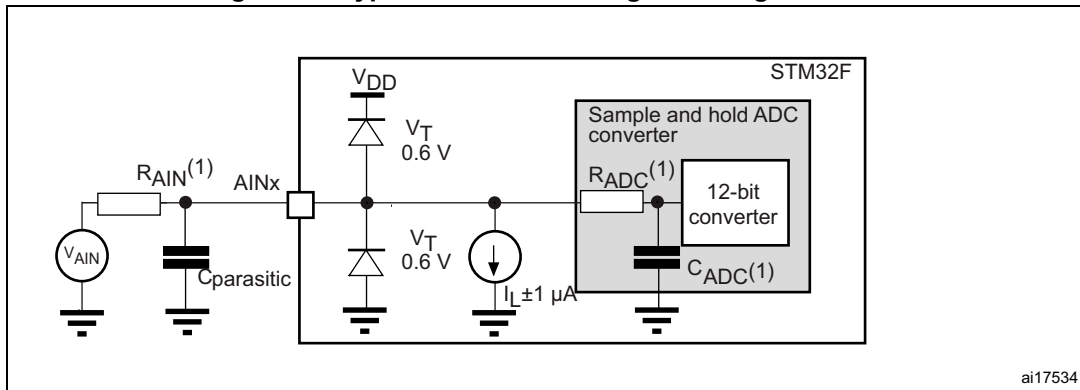 STM32F
VDD
Sample and hold ADC
converter
VT
0.6 V
RAIN(1)
AINx
RADC(1)
12-bit
converter
VAIN
Cparasitic
VT
0.6 V
IL±1 µA
CADC(1)
ai17534